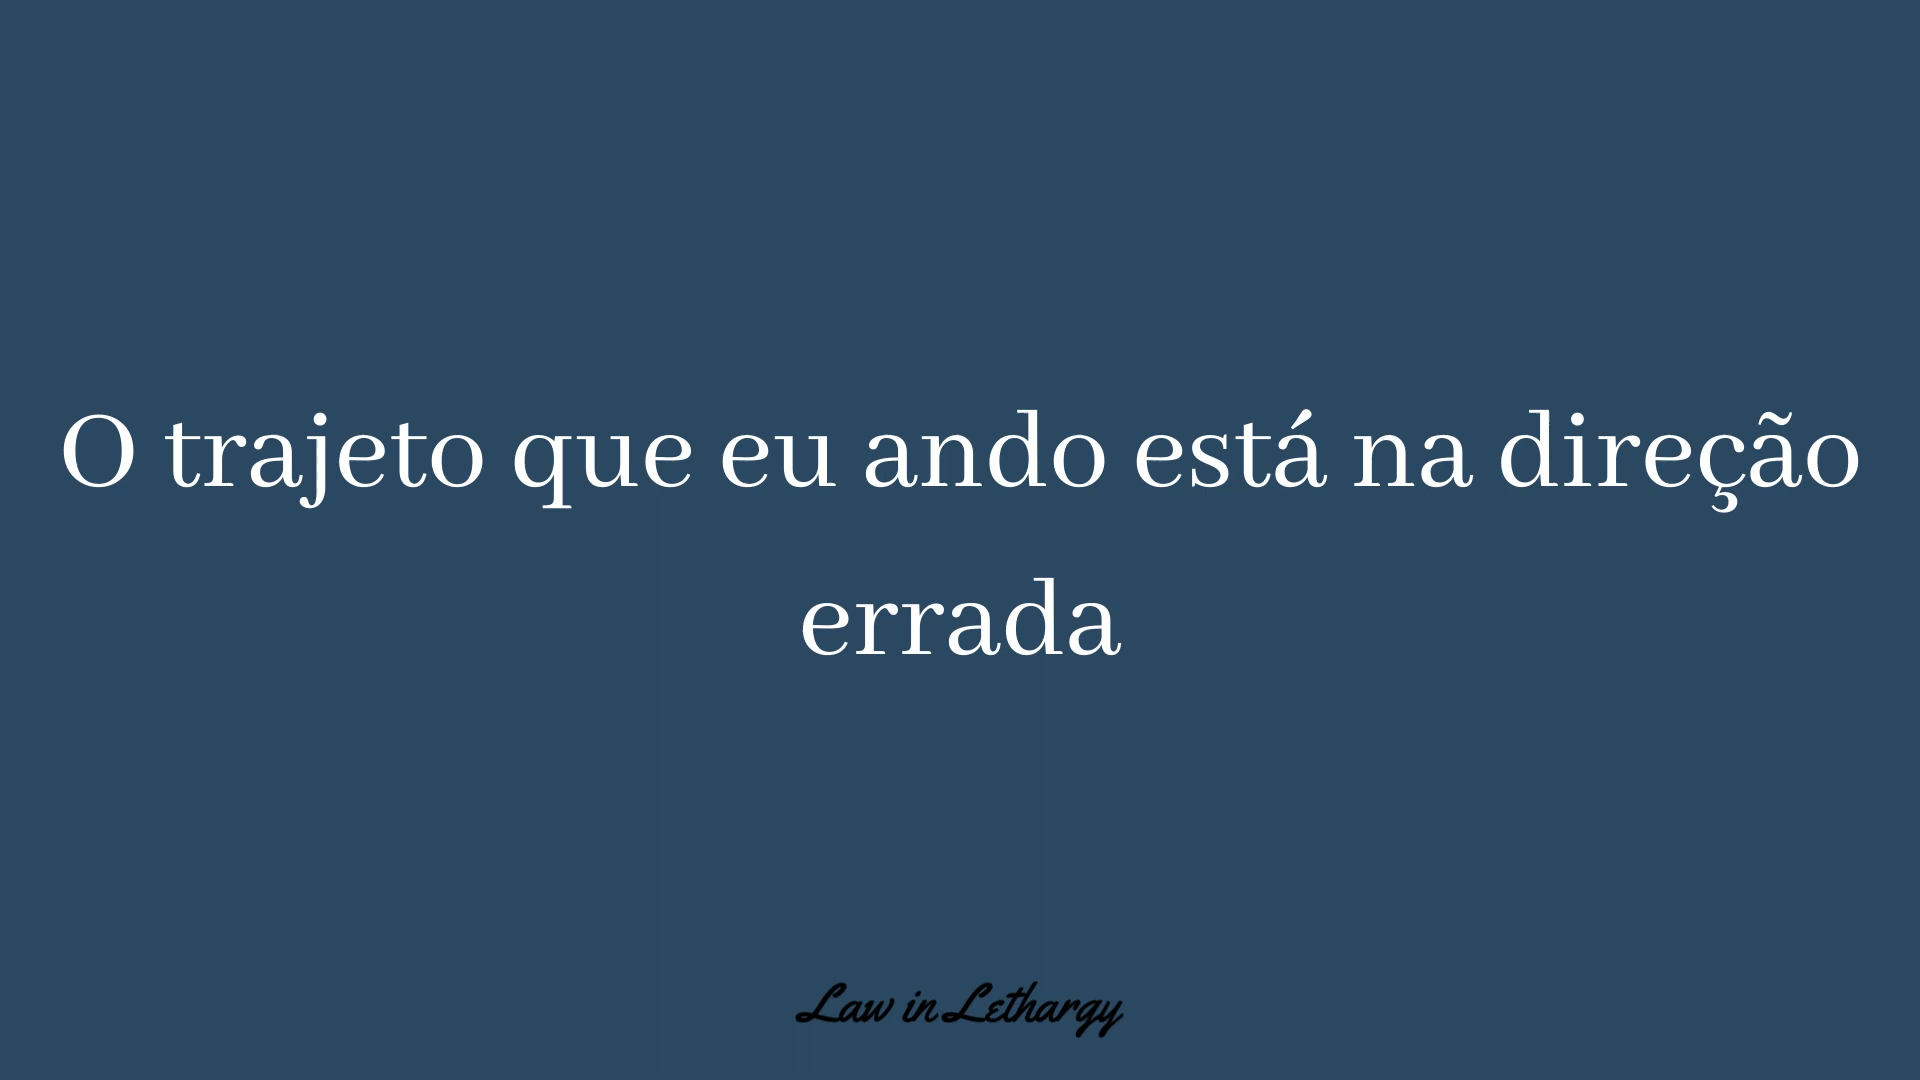 O trajeto que eu ando está na direção
errada
Law in Lethargy